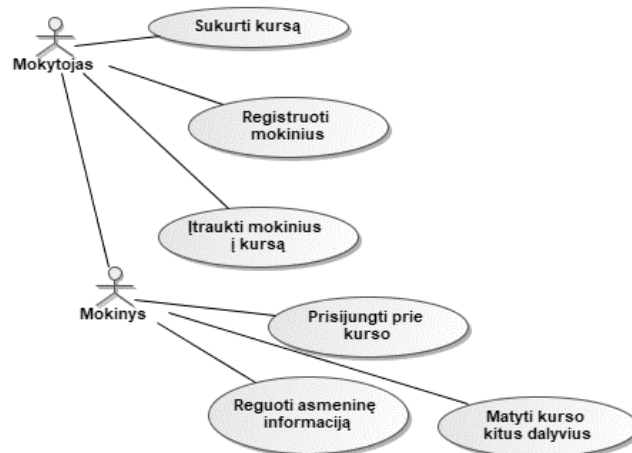 Sukurti kursą
Mokytojas
Registruoti
mokinius
Įtraukti mokinius
į kursą
Mokinys
Prisijungti prie
kurso
Reguoti asmeninę
informaciją
Matyti kurso
kitus dalyvius